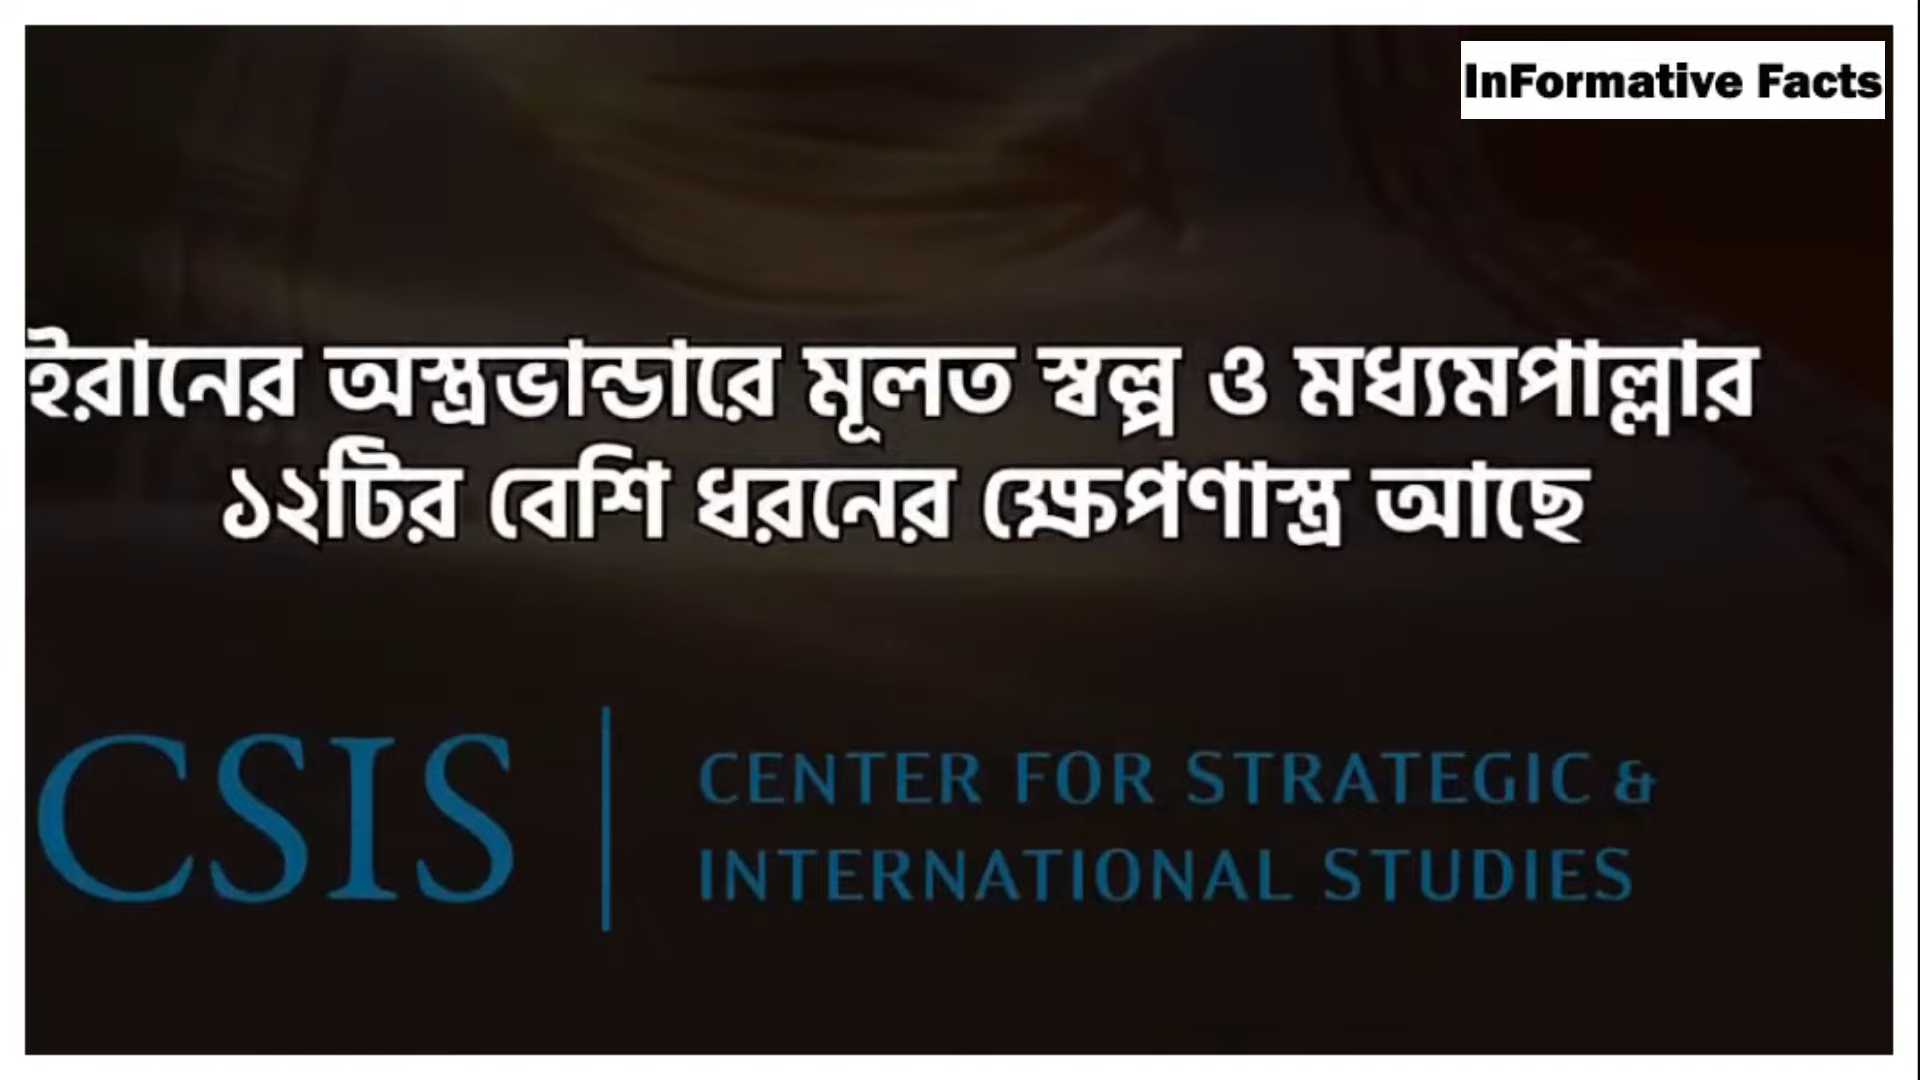 InFormative Facts
ইরানের অস্ত্রভান্ডারে মূলত স্বল্প ও মধ্যমপাল্লার
১২টির বেশি ধরনের ক্ষেপণাস্ত্র আছে
CSIS
CENTER FOR STRATEGIC &
INTERNATIONAL STUDIES